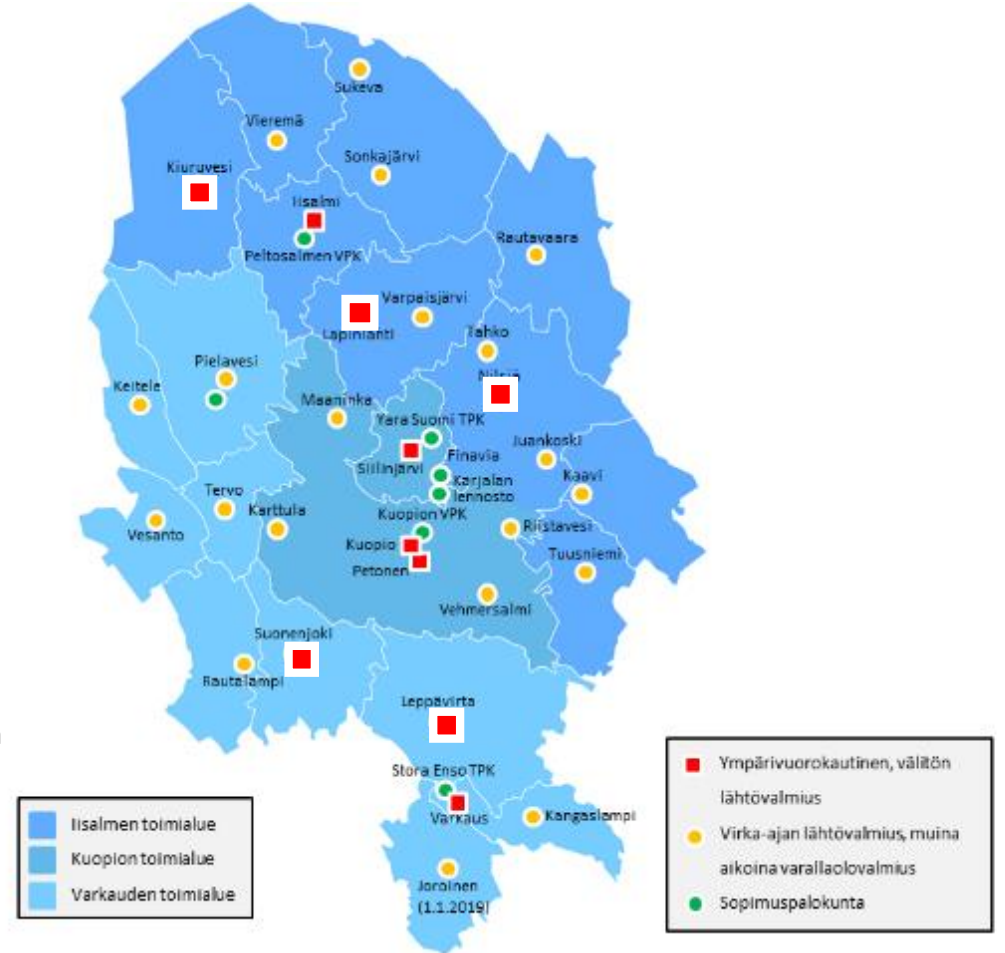 Sukeva
Vieremä
Sonkajärvi
Kiuruvesi
Iisalmi
Rautavaara
Peltosalmen VPK
Varpaisjärvi
Lapinlahti
Tahko
Nilsiä
Pielavesi
Keitele
Maaninka
Yara Suomi TPK
Juankoski
Finavia
Siilinjärvi
Kaavi
Karjalan
lennosto
Tervo
Karttula
Kuopion VPK
Vesanto
Riistavesi
Kuopio
Tuusniemi
Petonen
Vehmersalmi
Suonenjoki
Rautalampi
Leppävirta
Stora Enso TPK
Varkaus
Kangaslampi
Joroinen
(1.1.2019)
Iisalmen toimialue
Kuopion toimialue
Varkauden toimialue
Ympärivuorokautinen, välitön
lähtövalmius
Virka-ajan lähtövalmius, muina
aikoina varallaolovalmius
Sopimuspalokunta